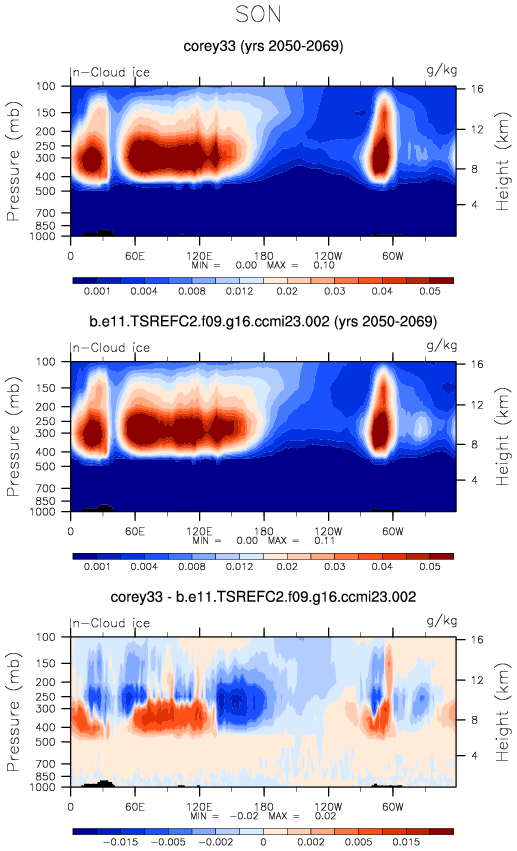 SON
corey33 (yrs 2050-2069)
In-Cloud ice g/kg
100
150
200
250
300
400
500
700
850
1000
Pressure (mb)
16
12
8
4
Height (km)
0 60E 120E 180 120W 60W
MIN = 0.00 MAX = 0.10
0.001 0.004 0.008 0.012 0.02 0.03 0.04 0.05
b.e11.TSREFC2.f09.g16.ccmi23.002 (yrs 2050-2069)
In-Cloud ice g/kg
100
150
200
250
300
400
500
700
850
1000
Pressure (mb)
16
12
8
4
Height (km)
0 60E 120E 180 120W 60W
MIN = 0.00 MAX = 0.11
0.001 0.004 0.008 0.012 0.02 0.03 0.04 0.05
corey33 - b.e11.TSREFC2.f09.g16.ccmi23.002
In-Cloud ice g/kg
100
150
200
250
300
400
500
700
850
1000
Pressure (mb)
16
12
8
4
Height (km)
0 60E 120E 180 120W 60W
MIN = -0.02 MAX = 0.02
-0.015 -0.005 -0.002 0 0.002 0.005 0.015